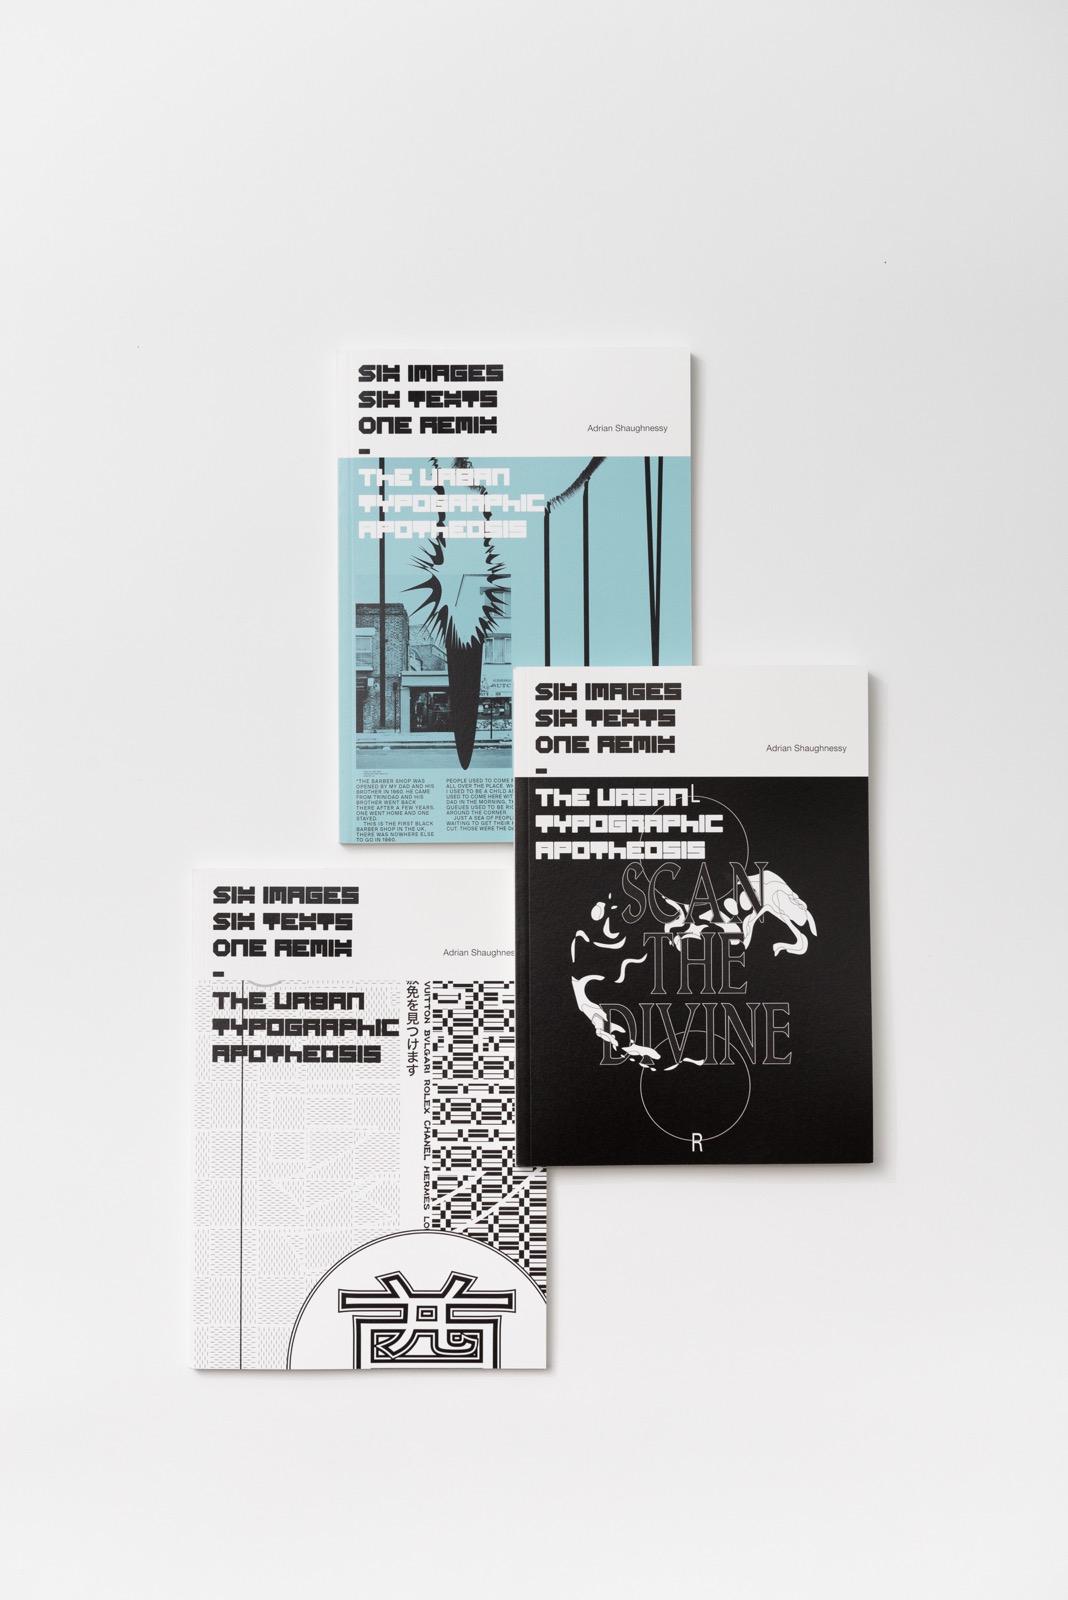 SIX IMAGES
SIX TEXTS
ONE REMIX
Adrian Shaughnessy
THE URBAN
TYPOGRAPHIC
APOTHEOSIS
"THE BARBER SHOP WAS
OPENED BY MY DAD AND HIS
BROTHER IN 1960. HE CAME
FROM TRINIDAD AND HIS
BROTHER WENT BACK
THERE AFTER A FEW YEARS.
ONE WENT HOME AND ONE
STAYED.
THIS IS THE FIRST BLACK
BARBER SHOP IN THE UK,
THERE WAS NOWHERE ELSE
TO GO IN 1960.
PEOPLE USED TO COME
ALL OVER THE PLACE.
I USED TO BE A CHILD
USED TO COME HERE
DAD IN THE MORNING,
QUEUES USED TO BE
AROUND THE CORNER.
JUST A SEA OF
WAITING TO GET THEIR
CUT. THOSE WERE THE
SIX IMAGES
SIX TEXTS
ONE REMIX
Adrian Shaughnessy
THE URBAN
TYPOGRAPHIC
APOTHEOSIS
SCAN
THE
DIVINE
R
SIX IMAGES
SIX TEXTS
ONE REMIX
Adrian Shaughnes
THE URBAN
TYPOGRAPHIC
APOTHEOSIS
免を見つけます
VUITTON BVLGARI ROLEX CHANEL HERMES LO